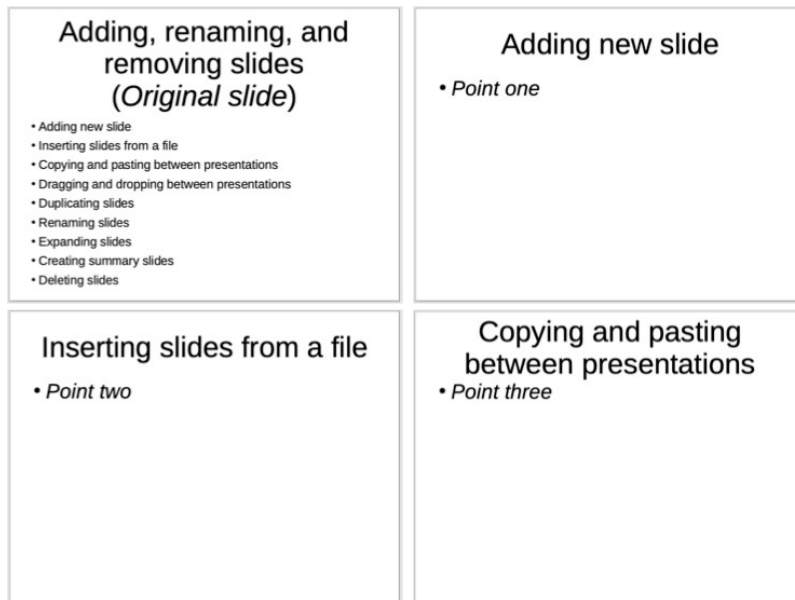 Adding, renaming, and
removing slides
(Original slide)
• Adding new slide
• Inserting slides from a file
• Copying and pasting between presentations
• Dragging and dropping between presentations
• Duplicating slides
• Renaming slides
• Expanding slides
• Creating summary slides
• Deleting slides
Adding new slide
• Point one
Inserting slides from a file
• Point two
Copying and pasting
between presentations
• Point three